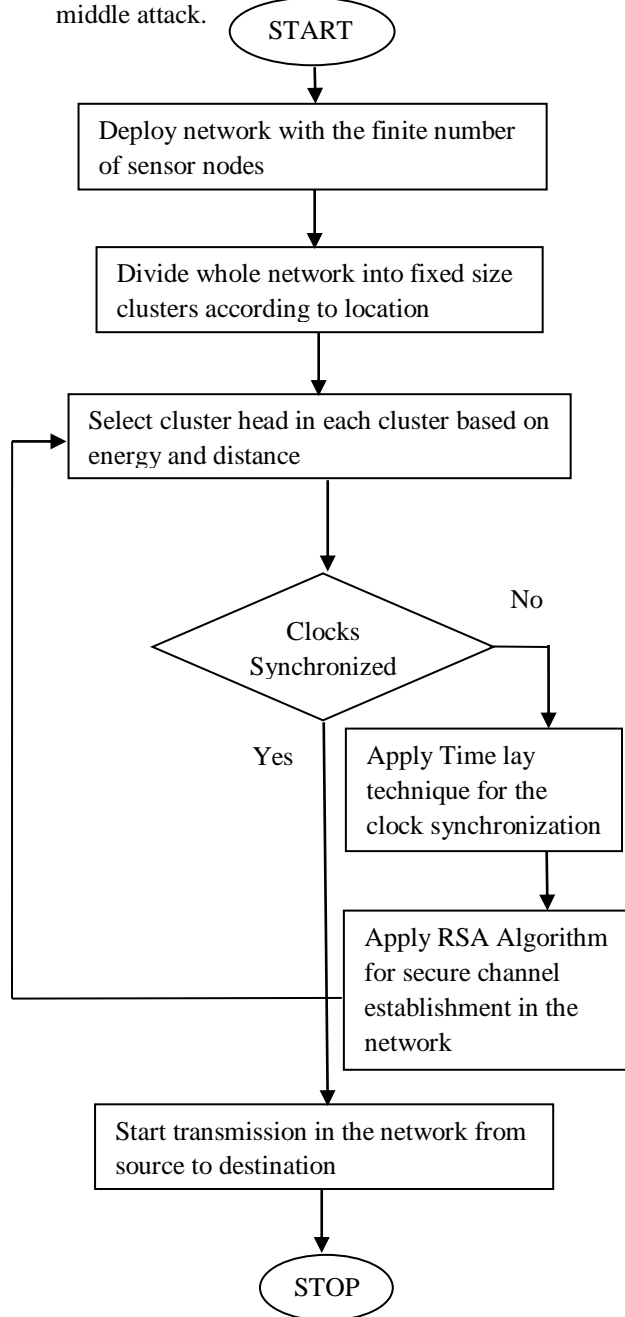 middle attack.
START
Deploy network with the finite number
of sensor nodes
Divide whole network into fixed size
clusters according to location
Select cluster head in each cluster based on
energy and distance
No
Clocks
Synchronized
Yes
Apply Time lay
technique for the
clock synchronization
Apply RSA Algorithm
for secure channel
establishment in the
network
Start transmission in the network from
source to destination
STOP